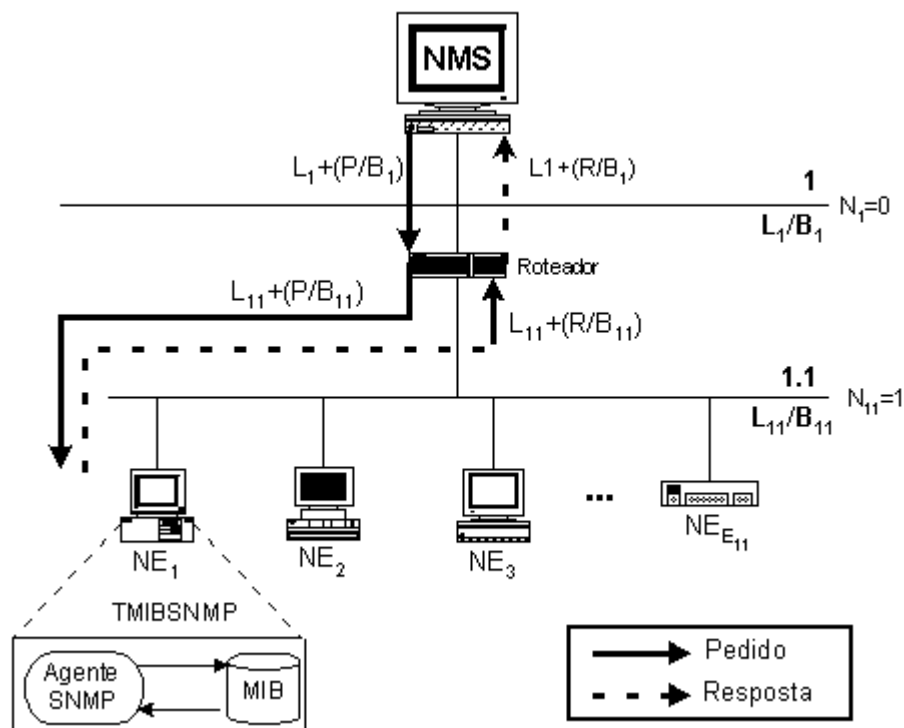 NMS
L₁+(P/B₁)
L1+(R/B₁)
1
N₁=0
L₁/B₁
Roteador
L₁₁+(P/B₁₁)
L₁₁+(R/B₁₁)
1.1
N₁₁=1
L₁₁/B₁₁
...
NE₁
NE₂
NE₃
NE_E₁₁
TMIBSNMP
Agente
SNMP
MIB
Pedido
Resposta